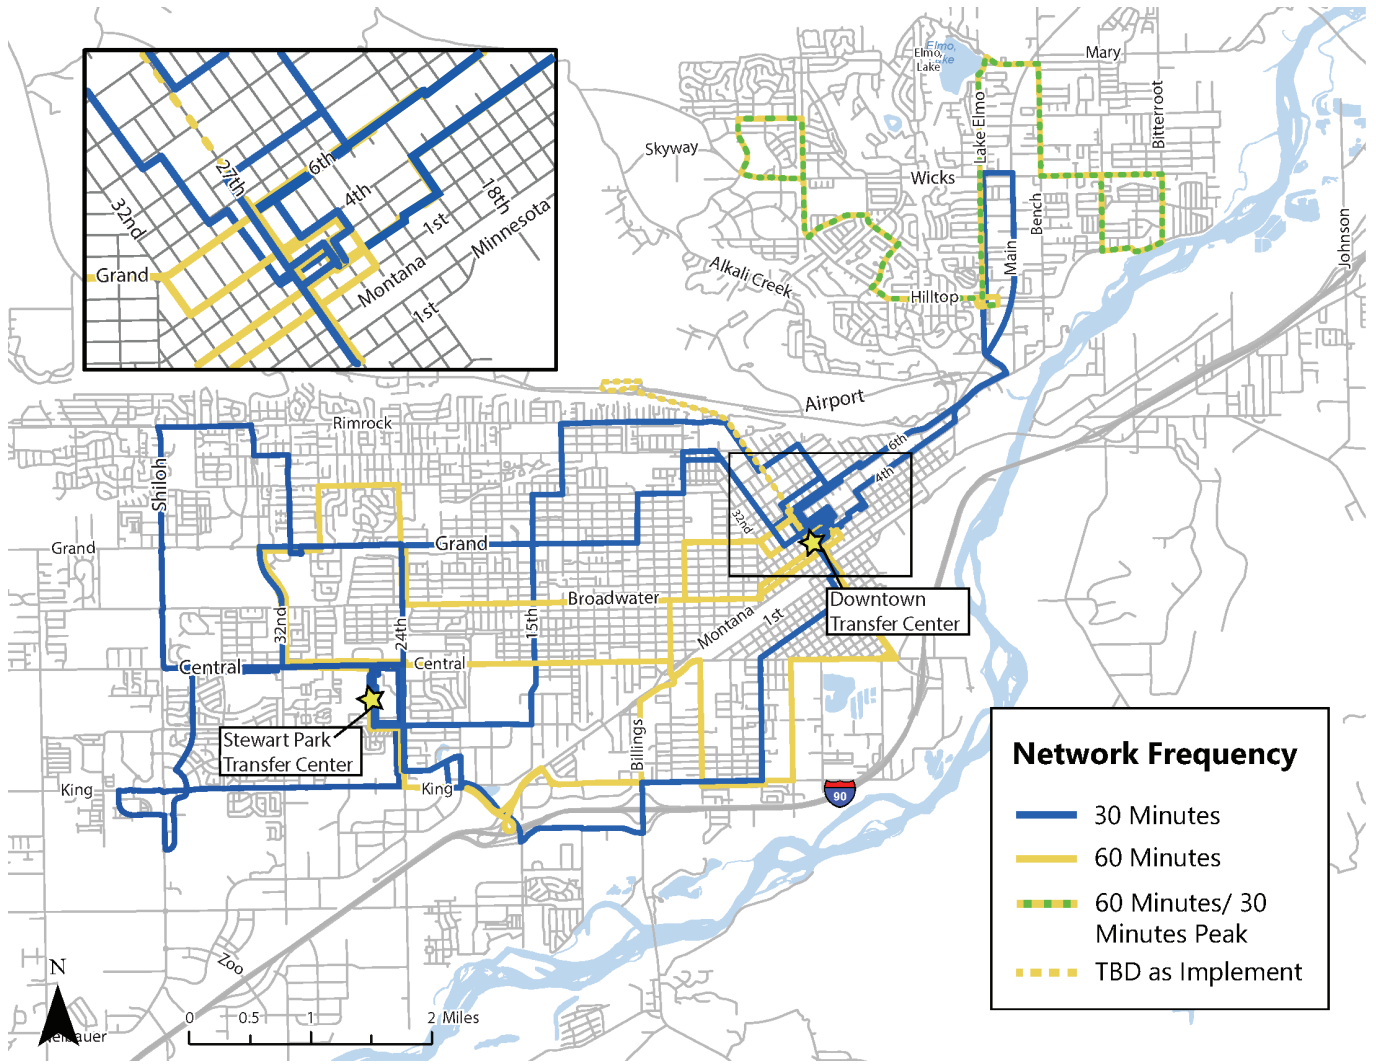 Elmo,
Lake
Elmo,
Lake
Mary
Lake Elmo
Bitterroot
Skyway
Wicks
Bench
Main
Johnson
Alkali Creek
Hilltop
27th
6th
4th
32nd
18th
1st
Minnesota
Grand
Montana
1st
Airport
Rimrock
6th
4th
Shiloh
32nd
Grand
Grand
Broadwater
Downtown
Transfer Center
32nd
24th
15th
Montana
1st
Central
Central
Stewart Park
Transfer Center
Billings
King
King
90
Network Frequency
30 Minutes
60 Minutes
60 Minutes/ 30
Minutes Peak
TBD as Implement
Zoo
N
0 0.5 1 2 Miles